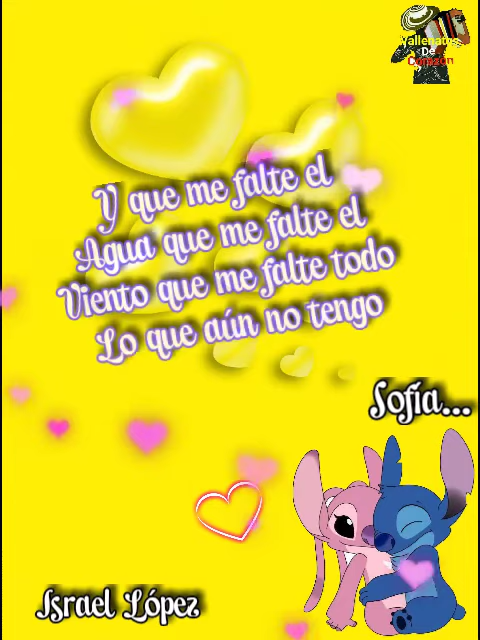 Vallenatos
De
Corazón
Y que me falte el
Agua que me falte el
Viento que me falte todo
Lo que aún no tengo
Sofía...
Israel López